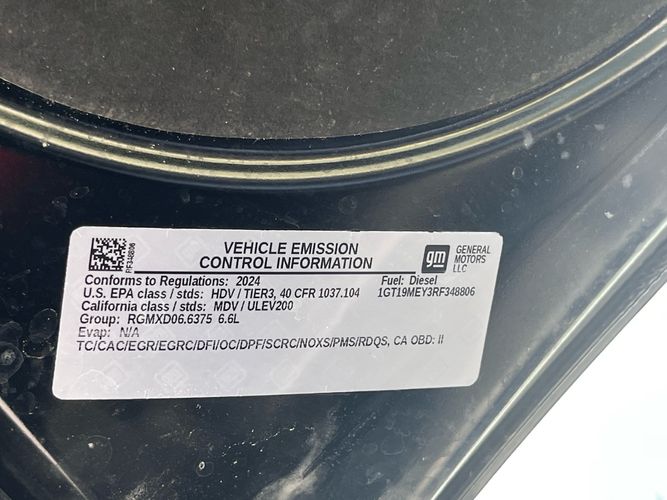 VEHICLE EMISSION
CONTROL INFORMATION
gm
GENERAL
MOTORS
LLC
RF348806
Conforms to Regulations: 2024
Fuel: Diesel
U.S. EPA class / stds: HDV / TIER3, 40 CFR 1037.104
1GT19MEY3RF348806
California class / stds: MDV / ULEV200
Group: RGMXD06.6375 6.6L
Evap: N/A
TC/CAC/EGR/EGRC/DFI/OC/DPF/SCRC/NOXS/PMS/RDQS, CA OBD: II